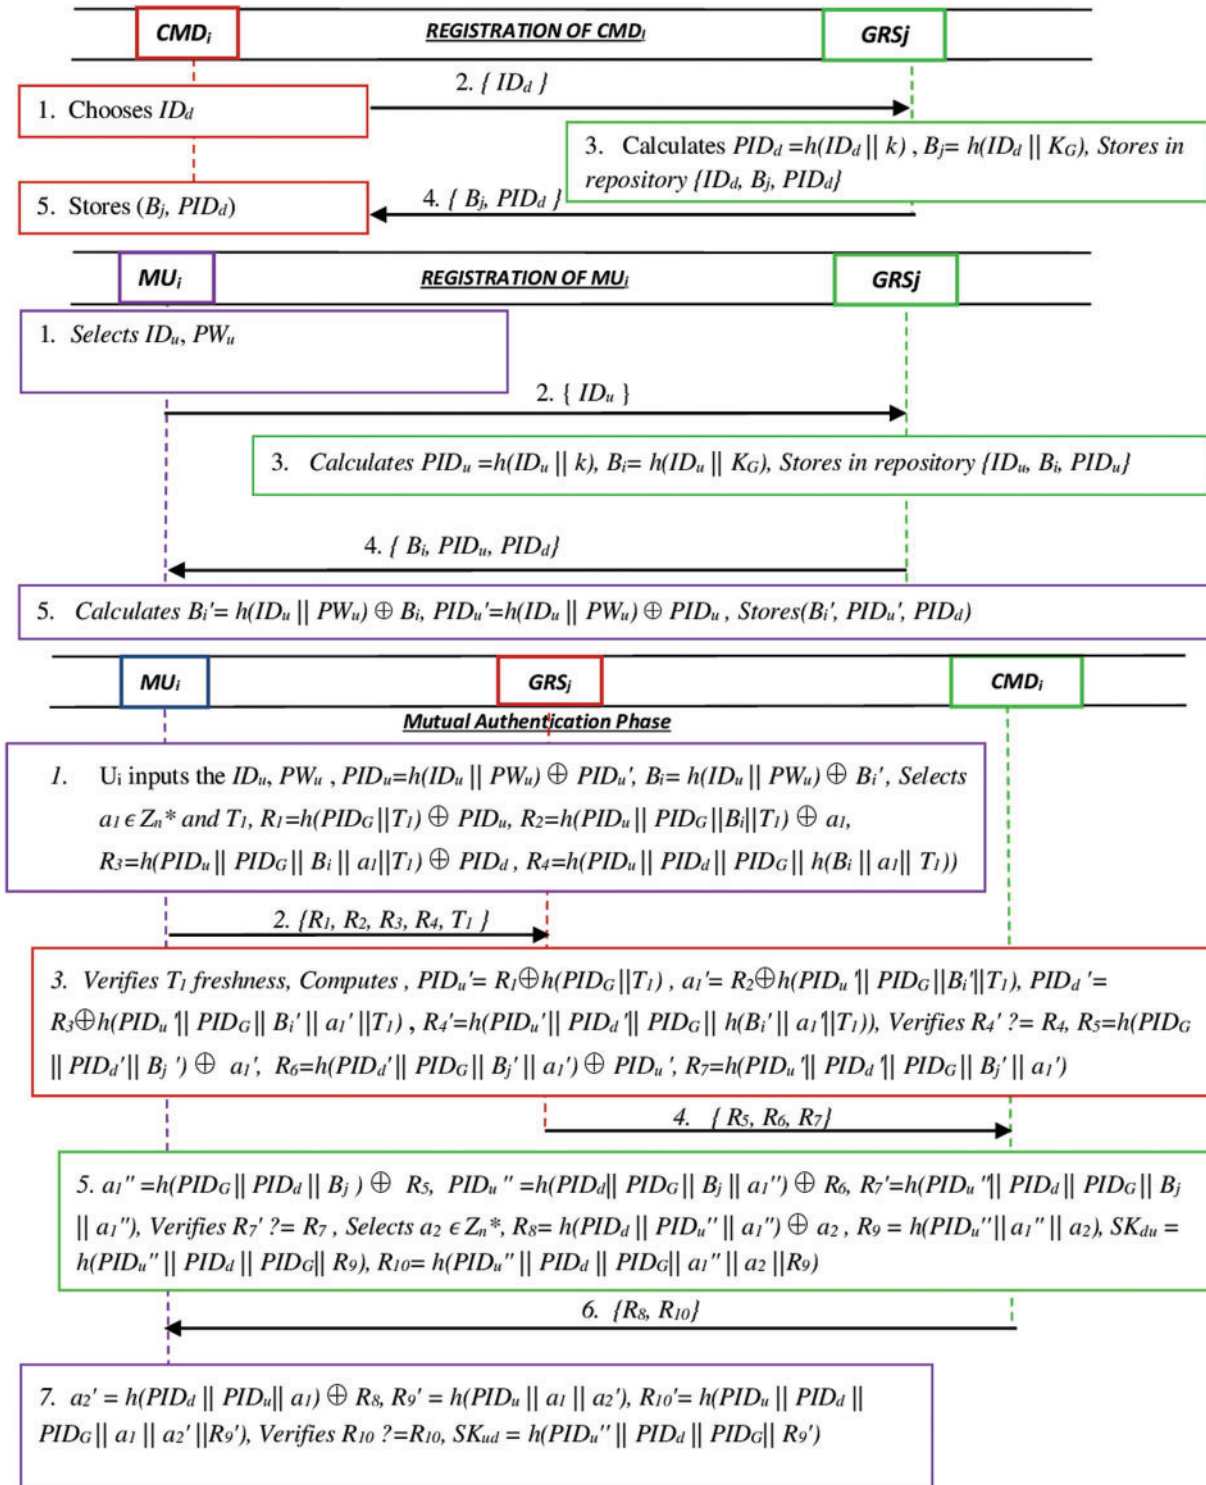 CMDi REGISTRATION OF CMDi GRSj
2. { IDd }
1. Chooses IDd
3. Calculates PIDd =h(IDd || k) , Bj= h(IDd || KG), Stores in
repository {IDd, Bj, PIDd}
4. { Bj, PIDd }
5. Stores (Bj, PIDd)
MUi REGISTRATION OF MUi GRSj
1. Selects IDu, PWu
2. { IDu }
3. Calculates PIDu =h(IDu || k), Bi= h(IDu || KG), Stores in repository {IDu, Bi, PIDu}
4. { Bi, PIDu, PIDd}
5. Calculates Bi'= h(IDu || PWu) ⊕ Bi, PIDu'=h(IDu || PWu) ⊕ PIDu , Stores(Bi', PIDu', PIDd)
MUi GRSj CMDi
Mutual Authentication Phase
1. Ui inputs the IDu, PWu , PIDu=h(IDu || PWu) ⊕ PIDu', Bi= h(IDu || PWu) ⊕ Bi', Selects
a1 ϵ Zn* and T1, R1=h(PIDG||T1) ⊕ PIDu, R2=h(PIDu || PIDG||Bi||T1) ⊕ a1,
R3=h(PIDu || PIDG|| Bi || a1||T1) ⊕ PIDd , R4=h(PIDu || PIDd || PIDG || h(Bi || a1|| T1))
2. {R1, R2, R3, R4, T1 }
3. Verifies T1 freshness, Computes , PIDu'= R1⊕h(PIDG||T1) , a1'= R2⊕h(PIDu'|| PIDG||Bi'||T1), PIDd '=
R3⊕h(PIDu'|| PIDG|| Bi' || a1' ||T1) , R4'=h(PIDu'|| PIDd'|| PIDG || h(Bi' || a1'||T1)), Verifies R4' ?= R4, R5=h(PIDG
|| PIDd'|| Bj ') ⊕ a1', R6=h(PIDd'|| PIDG|| Bj'|| a1') ⊕ PIDu', R7=h(PIDu'|| PIDd'|| PIDG|| Bj'|| a1')
4. { R5, R6, R7}
5. a1'' =h(PIDG|| PIDd || Bj ) ⊕ R5, PIDu'' =h(PIDd|| PIDG|| Bj || a1'') ⊕ R6, R7'=h(PIDu''|| PIDd || PIDG|| Bj
|| a1''), Verifies R7' ?= R7 , Selects a2 ϵ Zn*, R8= h(PIDd || PIDu'' || a1'') ⊕ a2 , R9 = h(PIDu''|| a1'' || a2), SKdu =
h(PIDu'' || PIDd || PIDG|| R9), R10= h(PIDu'' || PIDd || PIDG|| a1'' || a2 ||R9)
6. {R8, R10}
7. a2' = h(PIDd || PIDu|| a1) ⊕ R8, R9' = h(PIDu || a1 || a2'), R10'= h(PIDu || PIDd ||
PIDG|| a1 || a2' ||R9'), Verifies R10 ?=R10, SKud = h(PIDu'' || PIDd || PIDG|| R9')